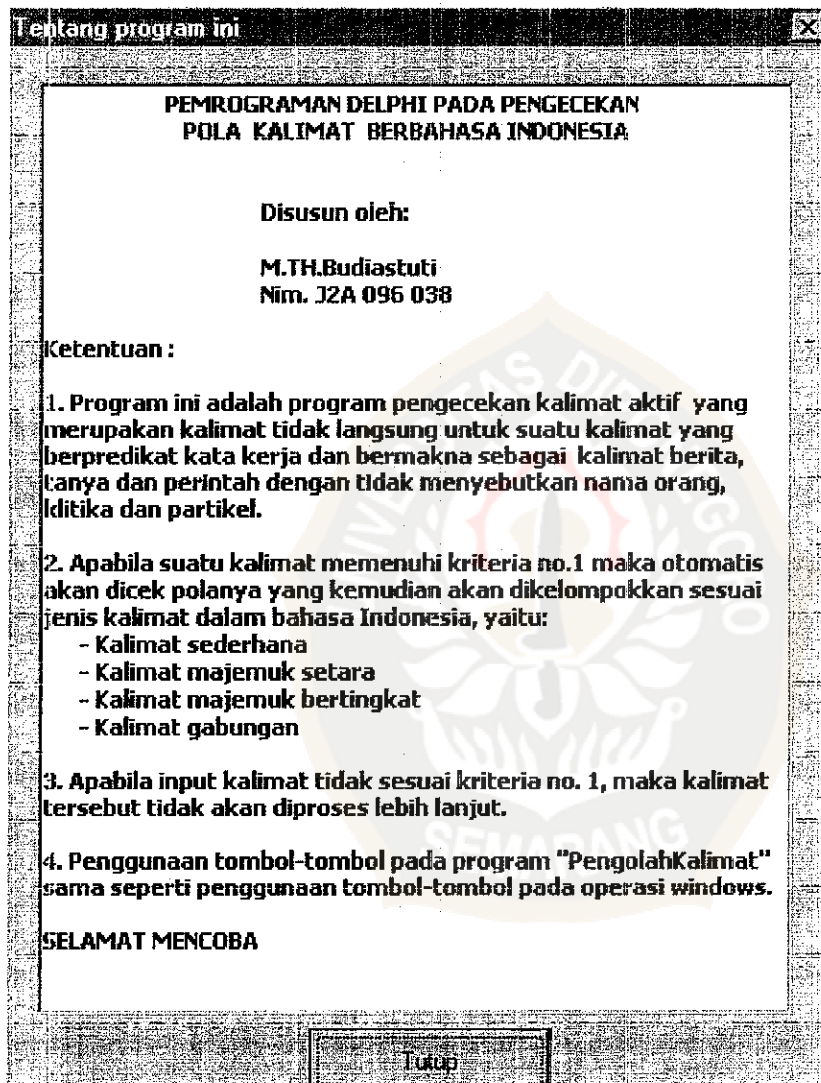 Tentang program ini
PEMROGRAMAN DELPHI PADA PENGECEKAN
POLA KALIMAT BERBAHASA INDONESIA
Disusun oleh:
M.TH.Budiastuti
Nim. J2A 096 038
Ketentuan :
1. Program ini adalah program pengecekan kalimat aktif yang
merupakan kalimat tidak langsung untuk suatu kalimat yang
berpredikat kata kerja dan bermakna sebagai kalimat berita,
tanya dan perintah dengan tidak menyebutkan nama orang,
klitika dan partikel.
2. Apabila suatu kalimat memenuhi kriteria no.1 maka otomatis
akan dicek polanya yang kemudian akan dikelompokkan sesuai
jenis kalimat dalam bahasa Indonesia, yaitu:
- Kalimat sederhana
- Kalimat majemuk setara
- Kalimat majemuk bertingkat
- Kalimat gabungan
3. Apabila input kalimat tidak sesuai kriteria no. 1, maka kalimat
tersebut tidak akan diproses lebih lanjut.
4. Penggunaan tombol-tombol pada program "PengolahKalimat"
sama seperti penggunaan tombol-tombol pada operasi windows.
SELAMAT MENCOBA
Tutup
UNIVERSITAS DIPONEGORO
SEMARANG